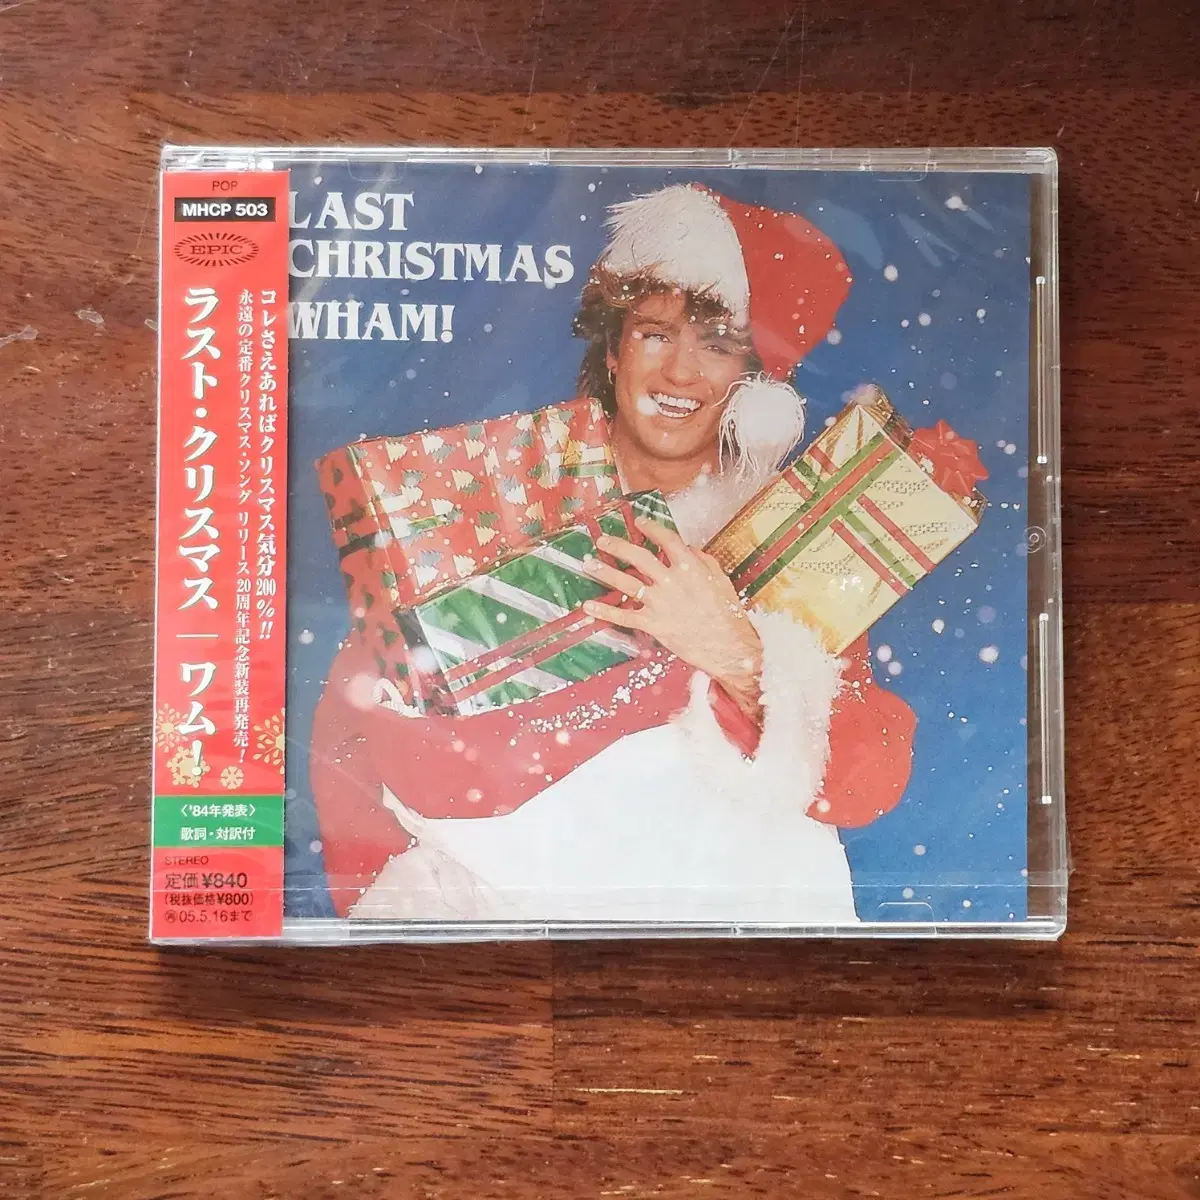 POP
MHCP 503
EPIC
コレさえあればクリスマス気分200%!!
永遠の定番クリスマス・ソング リリース20周年記念新装再発売!
ラスト・クリスマス｜ワム!
〈'84年発表〉
歌詞・対訳付
STEREO
定価¥840
(税抜価格¥800)
05.5.16まで
LAST
CHRISTMAS
WHAM!